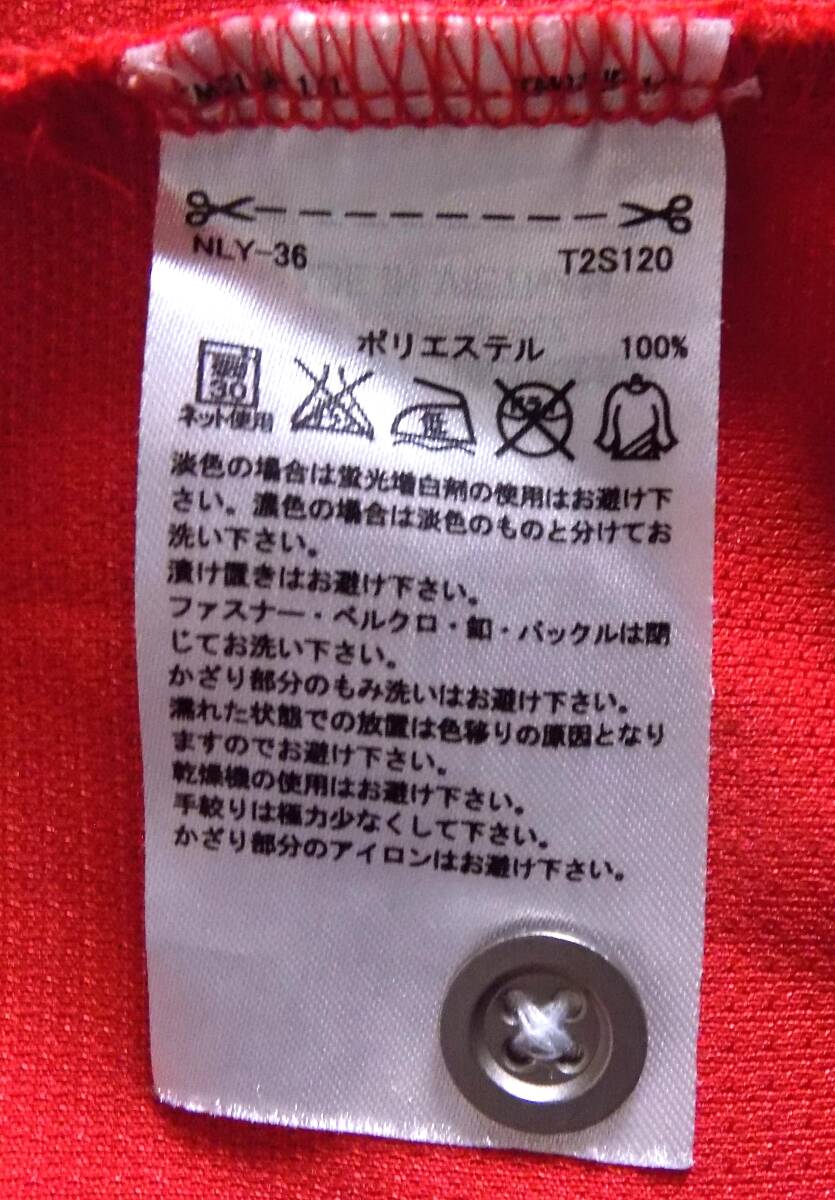 NLY-36 T2S120
ポリエステル 100%
30 低
ネット使用
淡色の場合は蛍光増白剤の使用はお避け下
さい。濃色の場合は淡色のものと分けてお
洗い下さい。
漬け置きはお避け下さい。
ファスナー・ベルクロ・釦・バックルは閉
じてお洗い下さい。
かざり部分のもみ洗いはお避け下さい。
濡れた状態での放置は色移りの原因となり
ますのでお避け下さい。
乾燥機の使用はお避け下さい。
手絞りは極力少なくして下さい。
かざり部分のアイロンはお避け下さい。